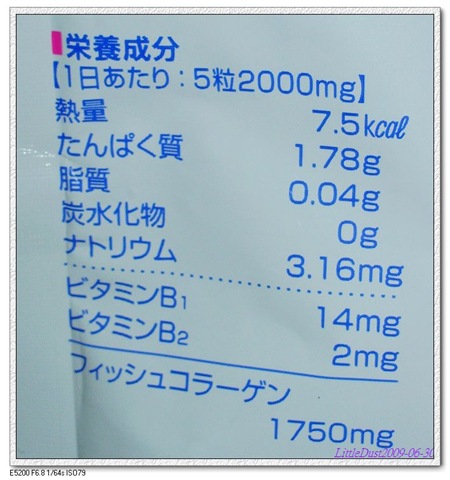 栄養成分
【1日あたり：5粒2000mg】
熱量 7.5kcal
たんぱく質 1.78g
脂質 0.04g
炭水化物 0g
ナトリウム 3.16mg
ビタミンB1 14mg
ビタミンB2 2mg
フィッシュコラーゲン
1750mg
LittleDust2009-06-30
E5200 F6.8 1/64s ISO79